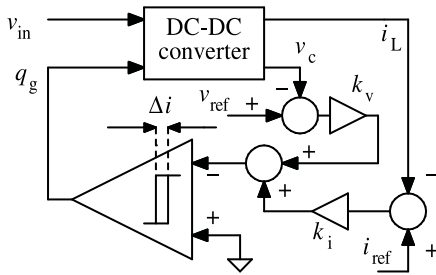 v_in
DC-DC
converter
i_L
q_g
v_c
−
k_v
Δi
v_ref
+
−
+
+
−
+
k_i
i_ref
+